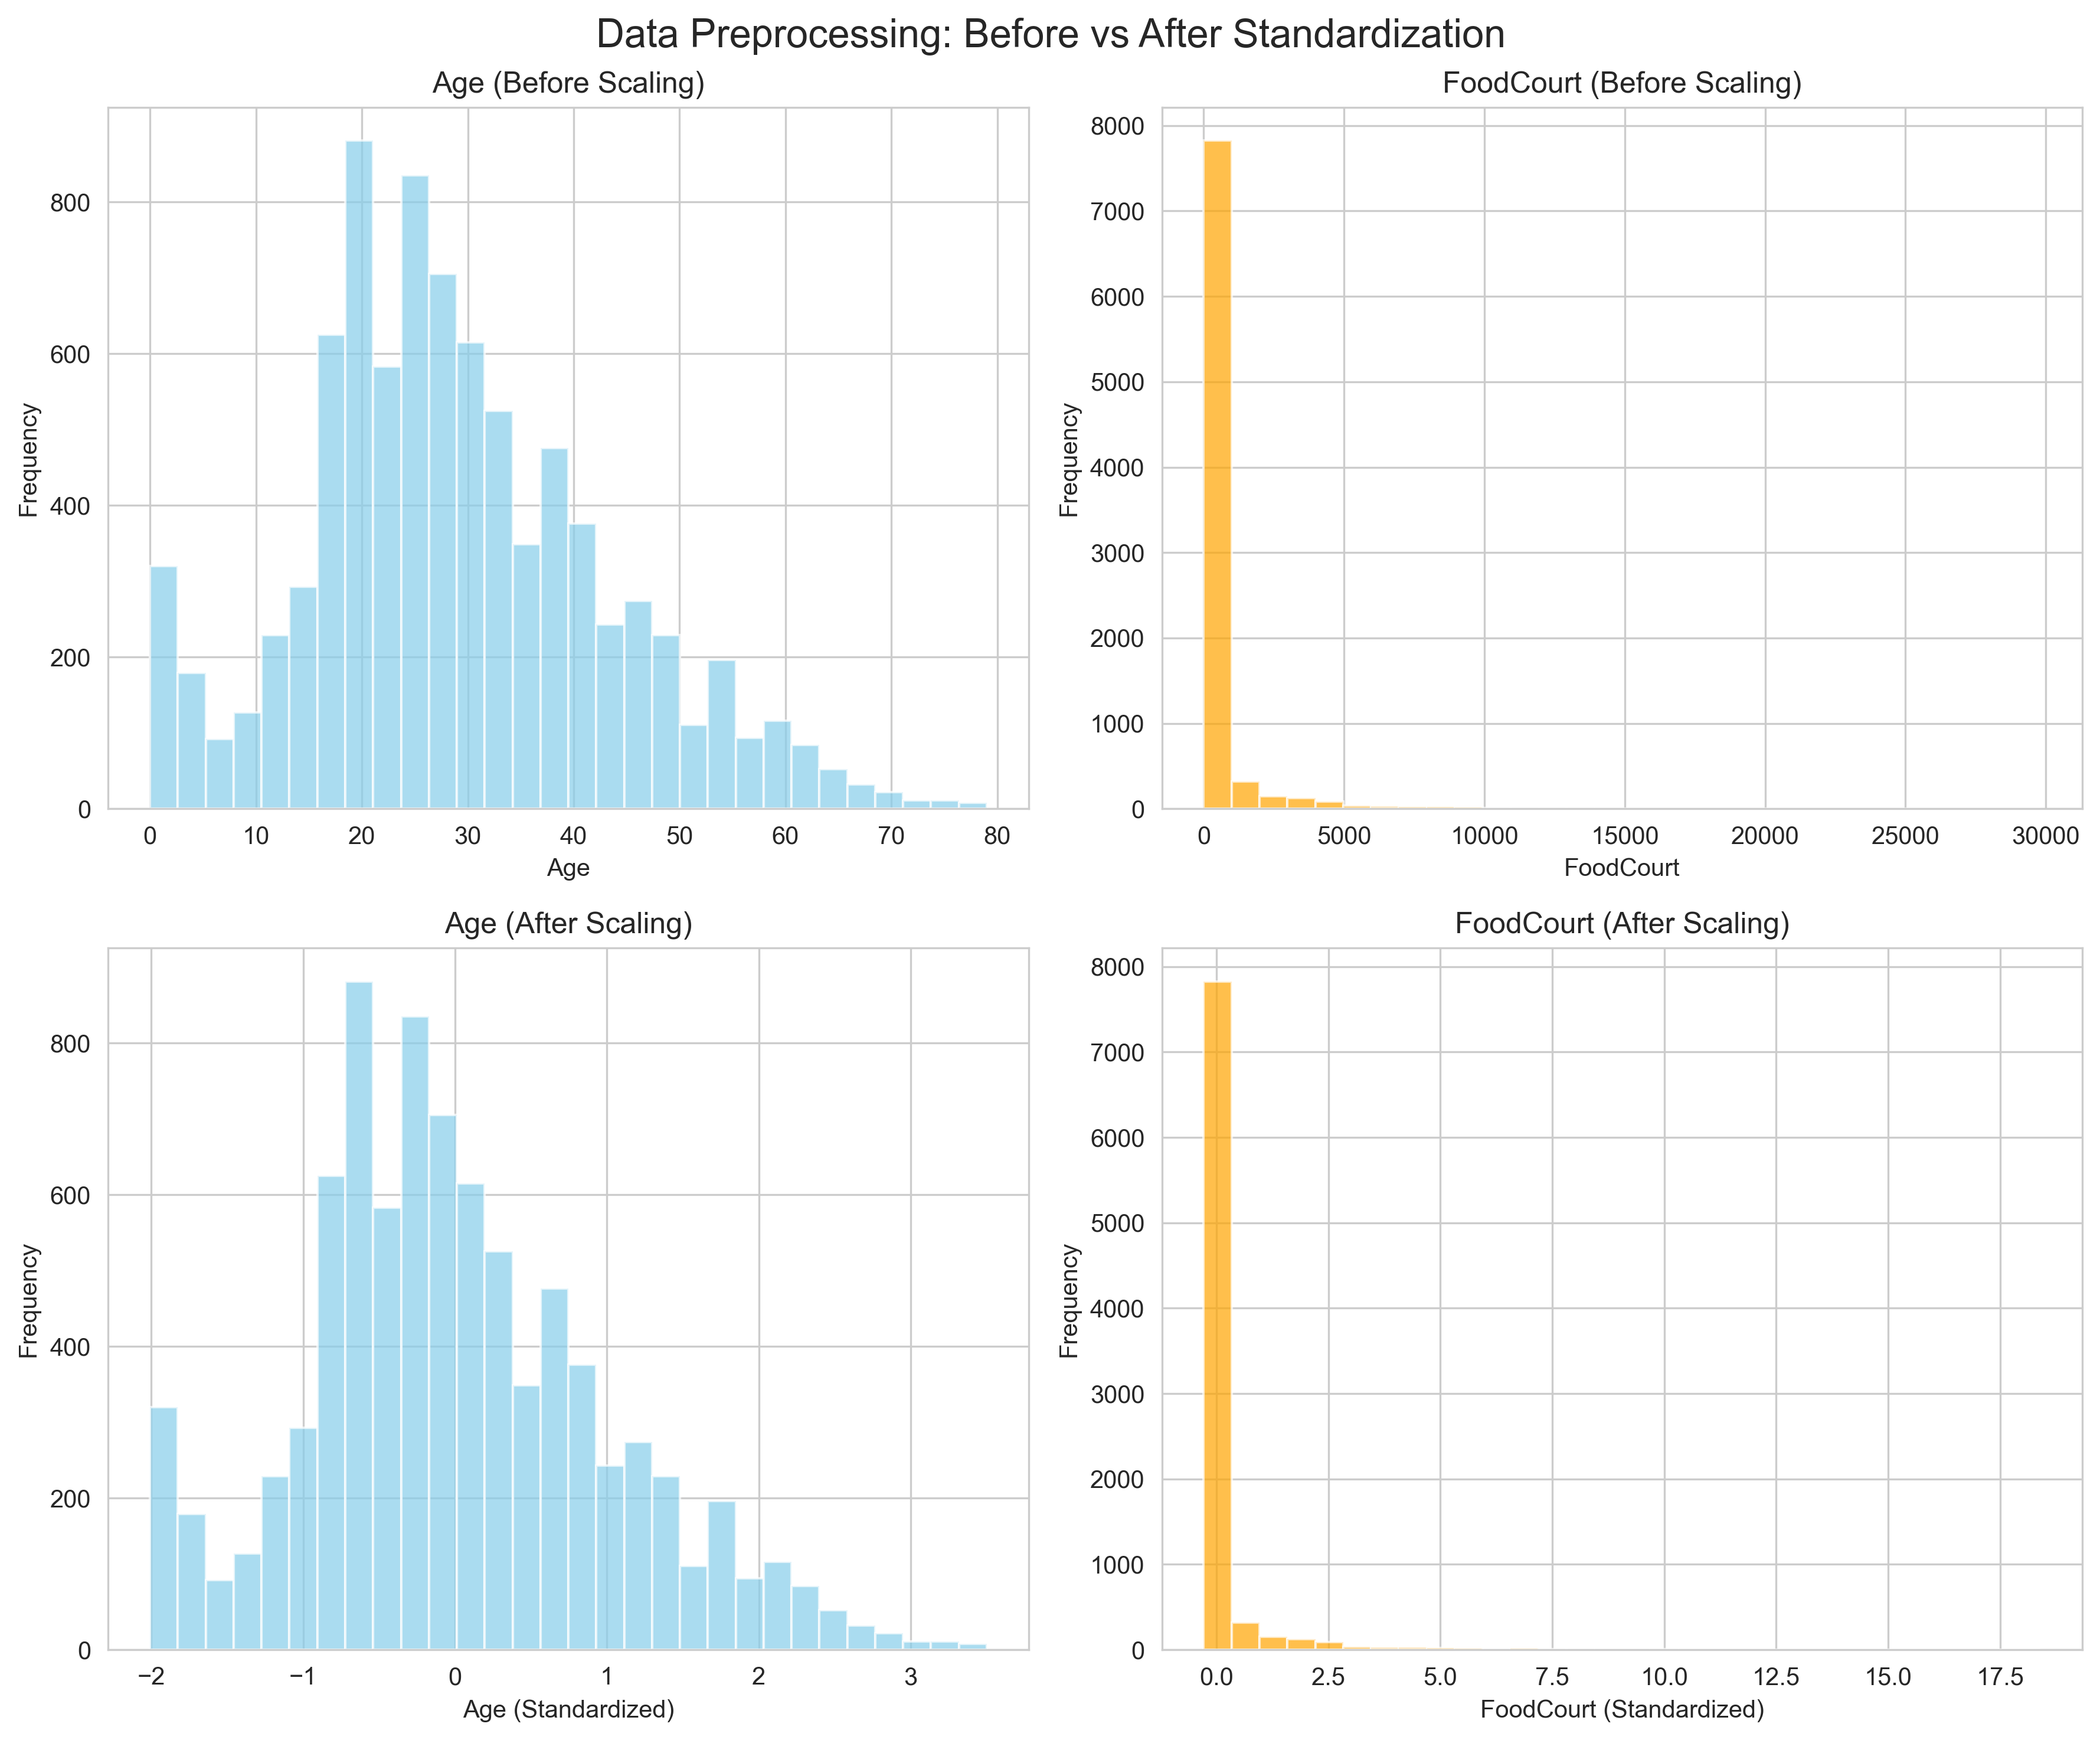 Data Preprocessing: Before vs After Standardization
Age (Before Scaling)
Frequency
800
600
400
200
0
0 10 20 30 40 50 60 70 80
Age
FoodCourt (Before Scaling)
Frequency
8000
7000
6000
5000
4000
3000
2000
1000
0
0 5000 10000 15000 20000 25000 30000
FoodCourt
Age (After Scaling)
Frequency
800
600
400
200
0
−2 −1 0 1 2 3
Age (Standardized)
FoodCourt (After Scaling)
Frequency
8000
7000
6000
5000
4000
3000
2000
1000
0
0.0 2.5 5.0 7.5 10.0 12.5 15.0 17.5
FoodCourt (Standardized)